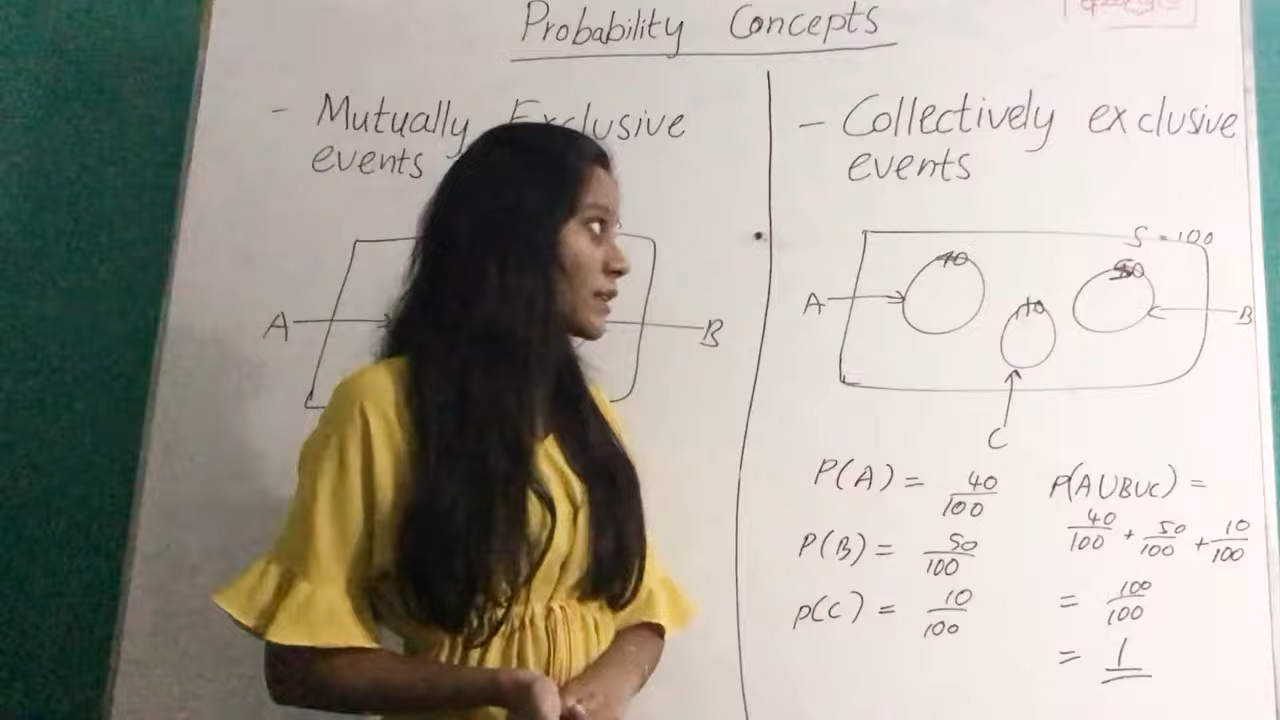 Probability Concepts
- Mutually Exclusive
events
A
B
- Collectively exclusive
events
S = 100
40
50
10
A
B
C
P(A) = 40/100
P(B) = 50/100
P(C) = 10/100
P(AUBUC) =
40/100 + 50/100 + 10/100
= 100/100
= 1